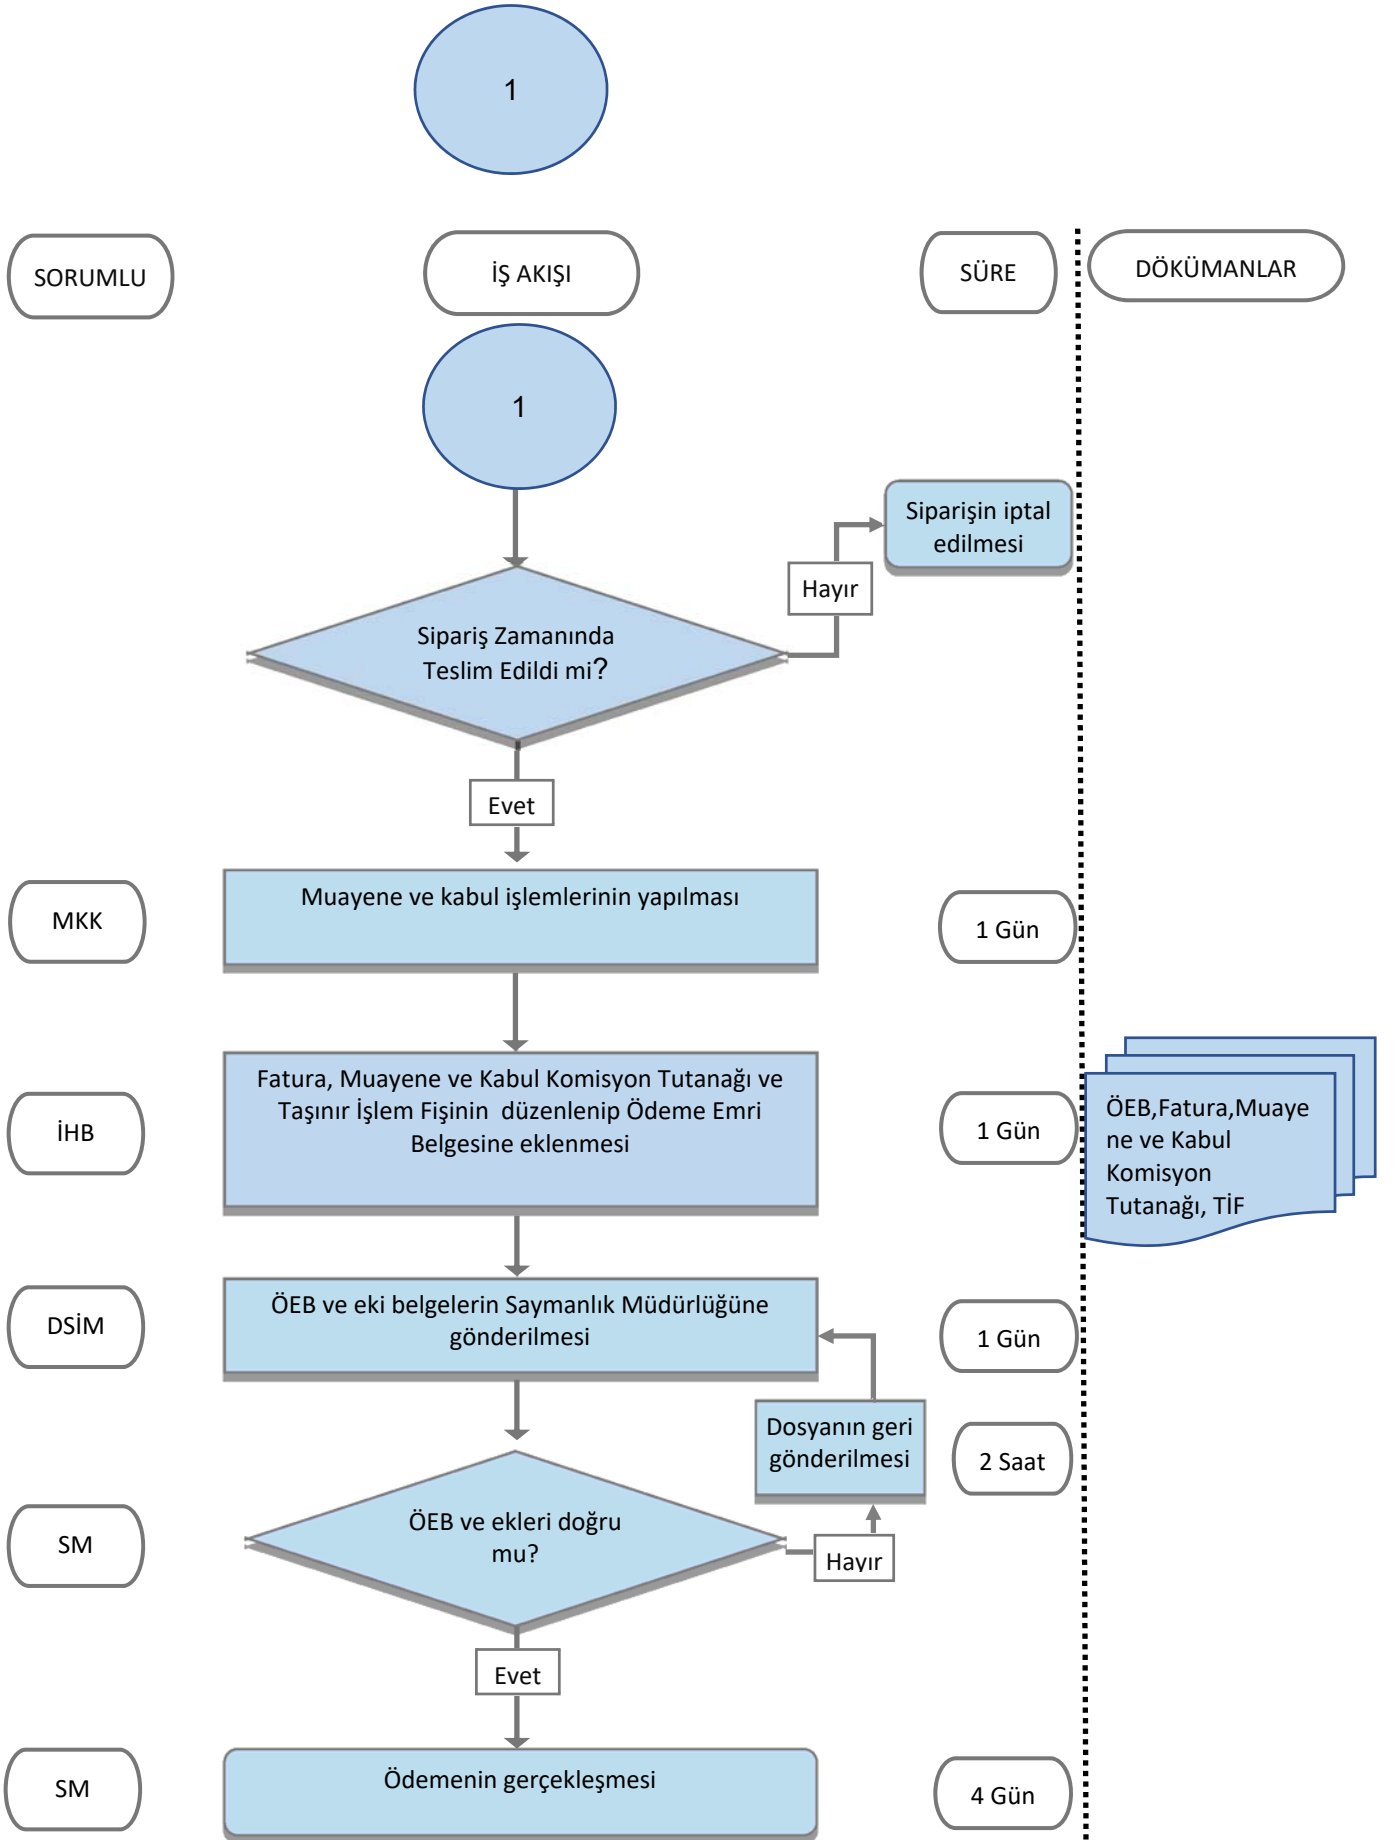 1
SORUMLU
İŞ AKIŞI
SÜRE
DÖKÜMANLAR
1
Siparişin iptal
edilmesi
Hayır
Sipariş Zamanında
Teslim Edildi mi?
Evet
MKK
Muayene ve kabul işlemlerinin yapılması
1 Gün
İHB
Fatura, Muayene ve Kabul Komisyon Tutanağı ve
Taşınır İşlem Fişinin düzenlenip Ödeme Emri
Belgesine eklenmesi
1 Gün
ÖEB,Fatura,Muaye
ne ve Kabul
Komisyon
Tutanağı, TİF
DSİM
ÖEB ve eki belgelerin Saymanlık Müdürlüğüne
gönderilmesi
1 Gün
Dosyanın geri
gönderilmesi
2 Saat
SM
ÖEB ve ekleri doğru
mu?
Hayır
Evet
SM
Ödemenin gerçekleşmesi
4 Gün